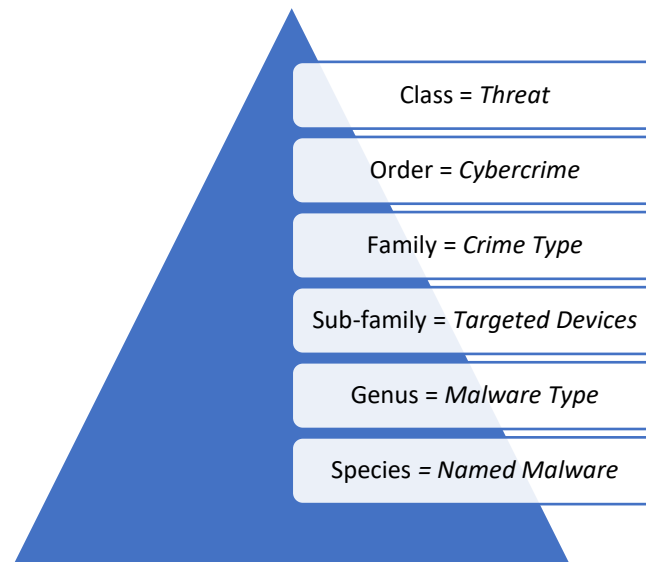 Class = Threat
Order = Cybercrime
Family = Crime Type
Sub-family = Targeted Devices
Genus = Malware Type
Species = Named Malware